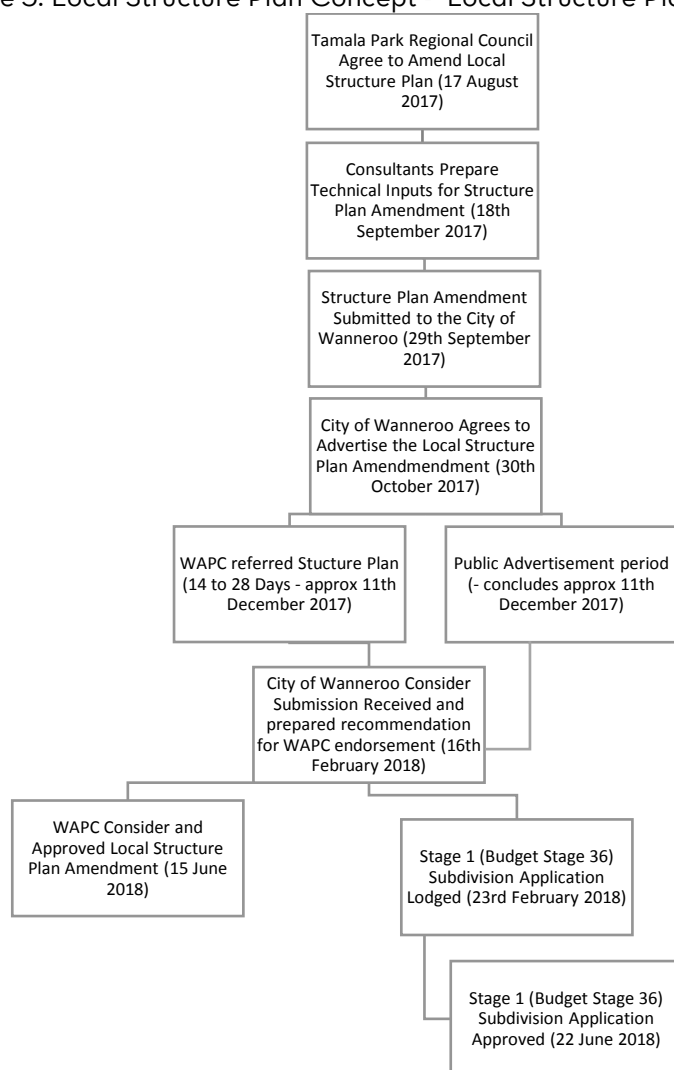 e 5: Local Structure Plan Concept – Local Structure Pla
Tamala Park Regional Council
Agree to Amend Local
Structure Plan (17 August
2017)
Consultants Prepare
Technical Inputs for Structure
Plan Amendment (18th
September 2017)
Structure Plan Amendment
Submitted to the City of
Wanneroo (29th September
2017)
City of Wanneroo Agrees to
Advertise the Local Structure
Plan Amendmendment (30th
October 2017)
WAPC referred Stucture Plan
(14 to 28 Days - approx 11th
December 2017)
Public Advertisement period
(- concludes approx 11th
December 2017)
City of Wanneroo Consider
Submission Received and
prepared recommendation
for WAPC endorsement (16th
February 2018)
WAPC Consider and
Approved Local Structure
Plan Amendment (15 June
2018)
Stage 1 (Budget Stage 36)
Subdivision Application
Lodged (23rd February 2018)
Stage 1 (Budget Stage 36)
Subdivision Application
Approved (22 June 2018)